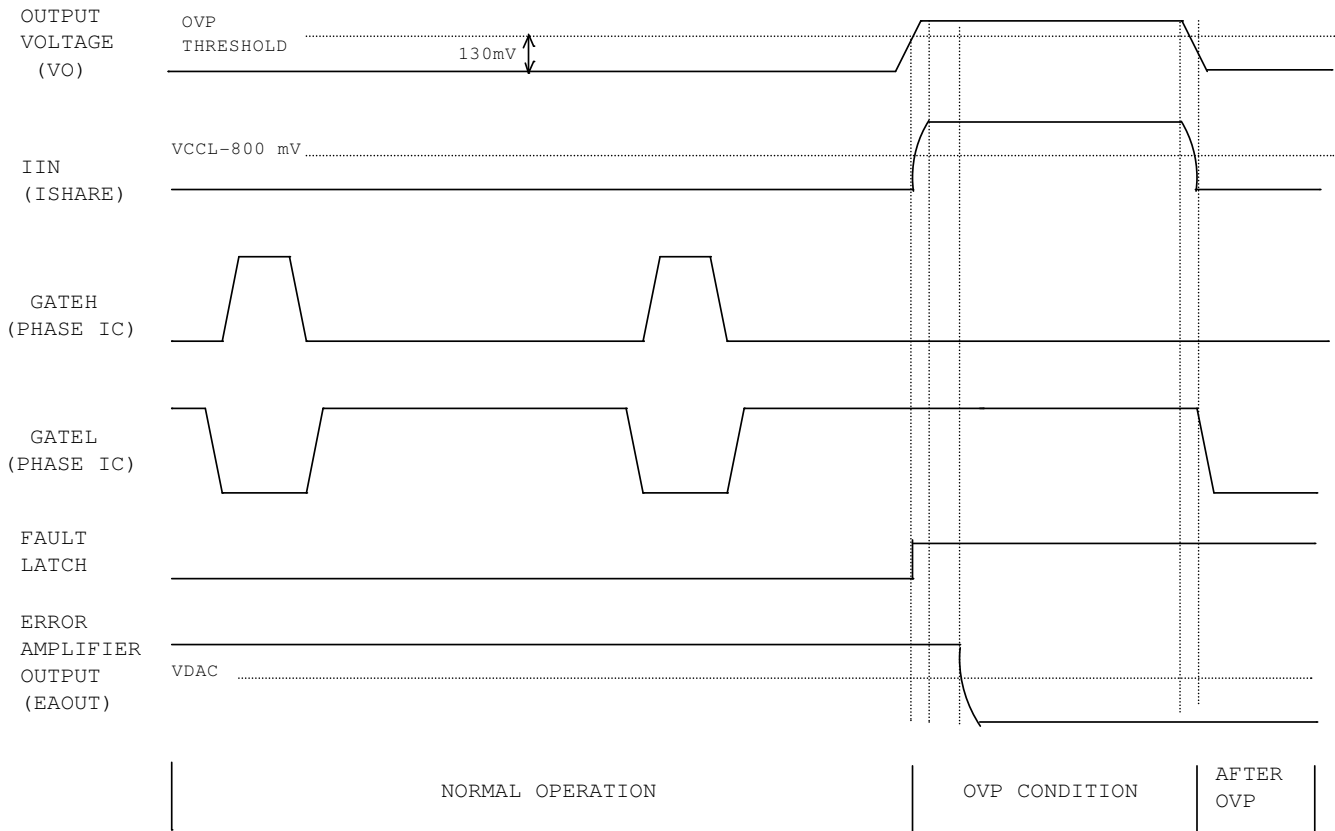 OUTPUT
VOLTAGE
(VO)
OVP
THRESHOLD
130mV
VCCL-800 mV
IIN
(ISHARE)
GATEH
(PHASE IC)
GATEL
(PHASE IC)
FAULT
LATCH
ERROR
AMPLIFIER
OUTPUT
(EAOUT)
VDAC
NORMAL OPERATION
OVP CONDITION
AFTER
OVP